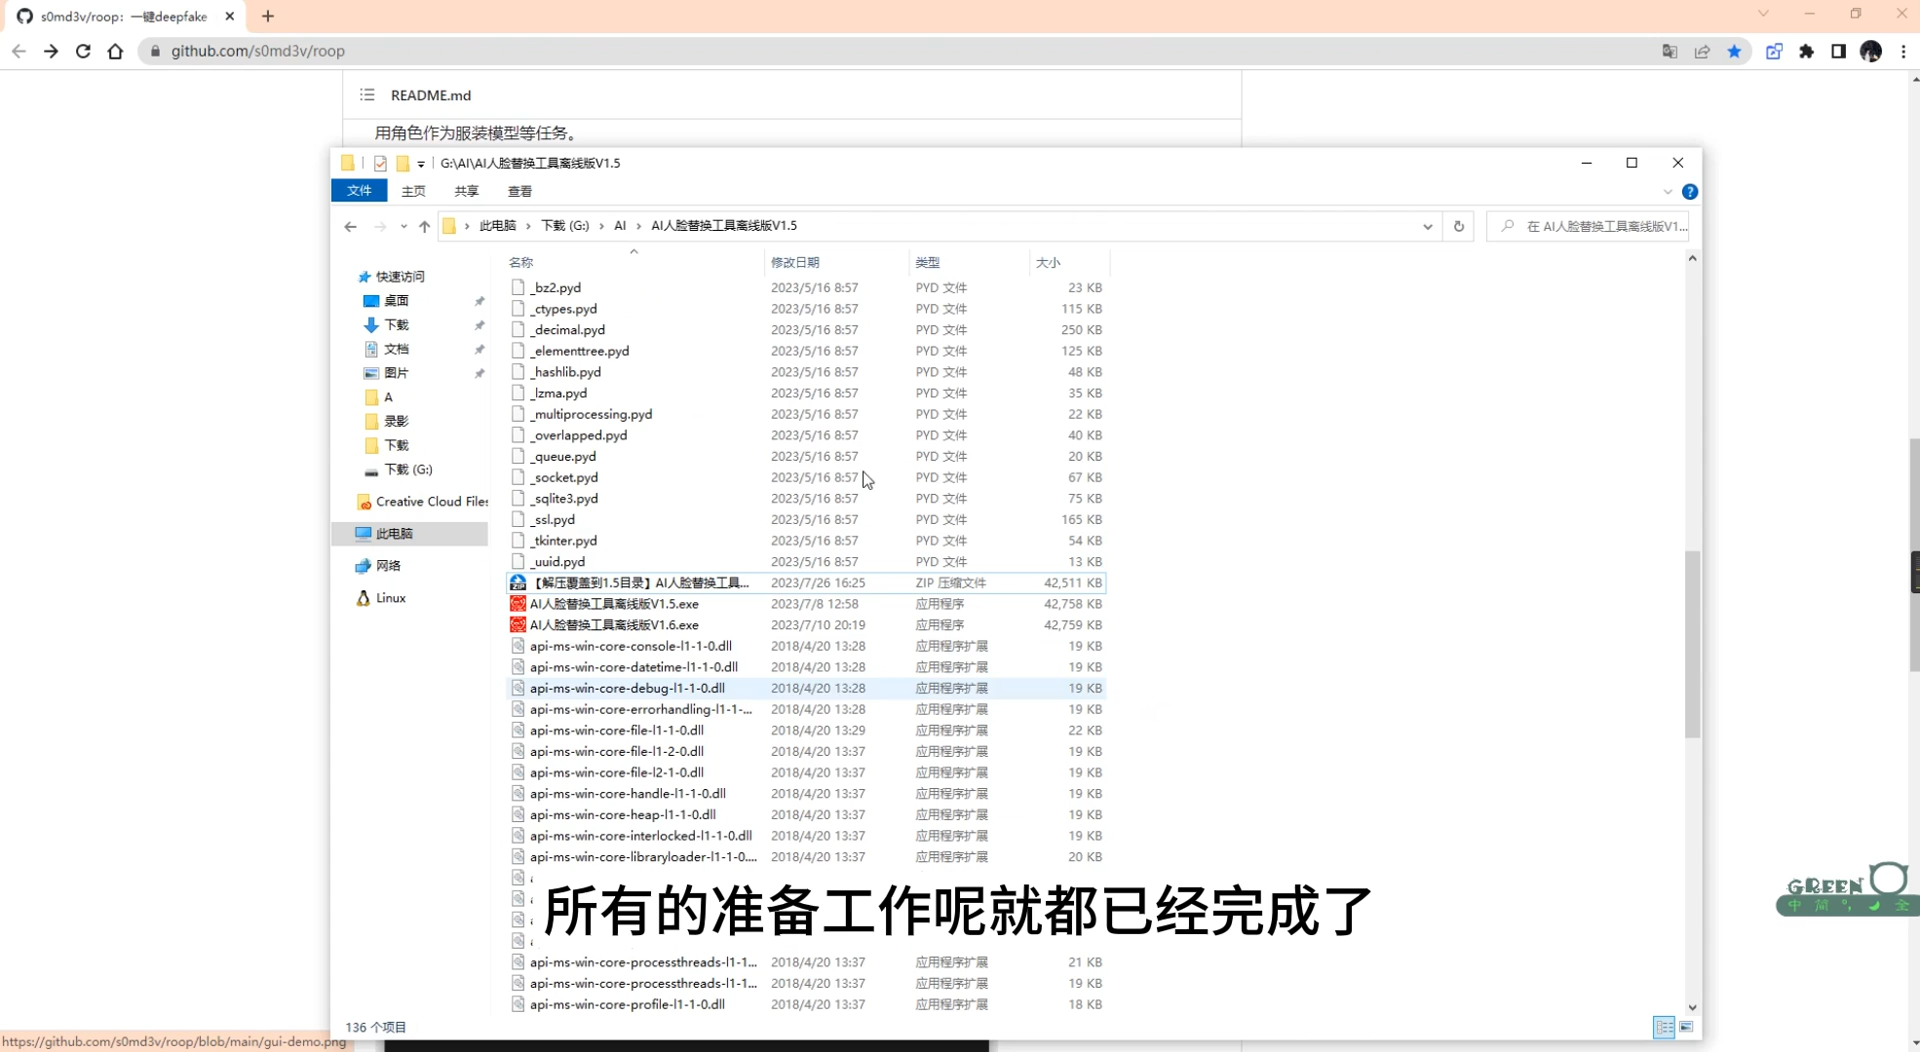 s0md3v/roop: 一键deepfake
github.com/s0md3v/roop
README.md
用角色作为服装模型等任务。
G:\AI\AI人脸替换工具离线版V1.5
文件 主页 共享 查看
此电脑 下载 (G:) AI AI人脸替换工具离线版V1.5
在 AI人脸替换工具离线版V1...
名称 修改日期 类型 大小
快速访问
桌面
下载
文档
图片
A
录影
下载
下载 (G:)
Creative Cloud Files
此电脑
网络
Linux
_bz2.pyd 2023/5/16 8:57 PYD 文件 23 KB
_ctypes.pyd 2023/5/16 8:57 PYD 文件 115 KB
_decimal.pyd 2023/5/16 8:57 PYD 文件 250 KB
_elementtree.pyd 2023/5/16 8:57 PYD 文件 125 KB
_hashlib.pyd 2023/5/16 8:57 PYD 文件 48 KB
_lzma.pyd 2023/5/16 8:57 PYD 文件 35 KB
_multiprocessing.pyd 2023/5/16 8:57 PYD 文件 22 KB
_overlapped.pyd 2023/5/16 8:57 PYD 文件 40 KB
_queue.pyd 2023/5/16 8:57 PYD 文件 20 KB
_socket.pyd 2023/5/16 8:57 PYD 文件 67 KB
_sqlite3.pyd 2023/5/16 8:57 PYD 文件 75 KB
_ssl.pyd 2023/5/16 8:57 PYD 文件 165 KB
_tkinter.pyd 2023/5/16 8:57 PYD 文件 54 KB
_uuid.pyd 2023/5/16 8:57 PYD 文件 13 KB
【解压覆盖到1.5目录】AI人脸替换工具... 2023/7/26 16:25 ZIP 压缩文件 42,511 KB
AI人脸替换工具离线版V1.5.exe 2023/7/8 12:58 应用程序 42,758 KB
AI人脸替换工具离线版V1.6.exe 2023/7/10 20:19 应用程序 42,759 KB
api-ms-win-core-console-l1-1-0.dll 2018/4/20 13:28 应用程序扩展 19 KB
api-ms-win-core-datetime-l1-1-0.dll 2018/4/20 13:28 应用程序扩展 19 KB
api-ms-win-core-debug-l1-1-0.dll 2018/4/20 13:28 应用程序扩展 19 KB
api-ms-win-core-errorhandling-l1-1-... 2018/4/20 13:28 应用程序扩展 19 KB
api-ms-win-core-file-l1-1-0.dll 2018/4/20 13:29 应用程序扩展 22 KB
api-ms-win-core-file-l1-2-0.dll 2018/4/20 13:37 应用程序扩展 19 KB
api-ms-win-core-file-l2-1-0.dll 2018/4/20 13:37 应用程序扩展 19 KB
api-ms-win-core-handle-l1-1-0.dll 2018/4/20 13:37 应用程序扩展 19 KB
api-ms-win-core-heap-l1-1-0.dll 2018/4/20 13:37 应用程序扩展 19 KB
api-ms-win-core-interlocked-l1-1-0.dll 2018/4/20 13:37 应用程序扩展 19 KB
api-ms-win-core-libraryloader-l1-1-0.... 2018/4/20 13:37 应用程序扩展 20 KB
所有的准备工作呢就都已经完成了
api-ms-win-core-processthreads-l1-1... 2018/4/20 13:37 应用程序扩展 21 KB
api-ms-win-core-processthreads-l1-1... 2018/4/20 13:37 应用程序扩展 19 KB
api-ms-win-core-profile-l1-1-0.dll 2018/4/20 13:37 应用程序扩展 18 KB
136 个项目
https://github.com/s0md3v/roop/blob/main/gui-demo.png
GREEN
中 简 °, 全